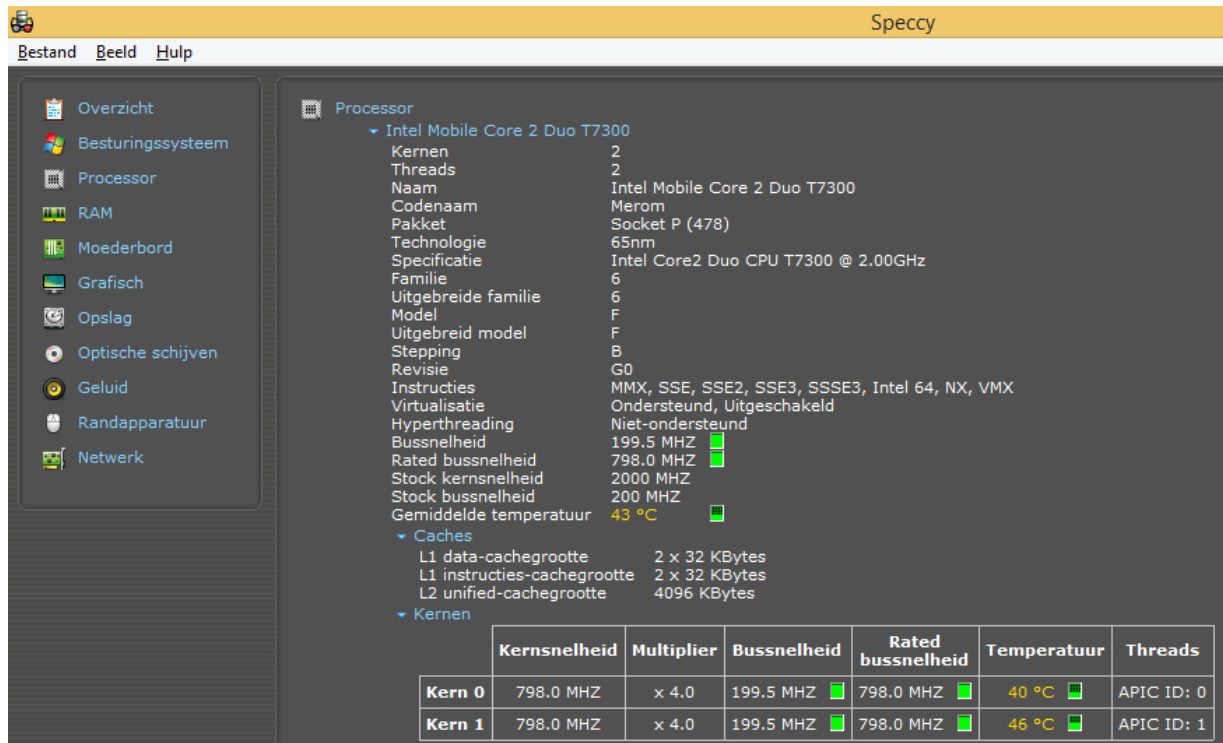 Speccy
Bestand Beeld Hulp
Overzicht
Besturingssysteem
Processor
RAM
Moederbord
Grafisch
Opslag
Optische schijven
Geluid
Randapparatuur
Netwerk
Processor
Intel Mobile Core 2 Duo T7300
Kernen 2
Threads 2
Naam Intel Mobile Core 2 Duo T7300
Codenaam Merom
Pakket Socket P (478)
Technologie 65nm
Specificatie Intel Core2 Duo CPU T7300 @ 2.00GHz
Familie 6
Uitgebreide familie 6
Model F
Uitgebreid model F
Stepping B
Revisie G0
Instructies MMX, SSE, SSE2, SSE3, SSSE3, Intel 64, NX, VMX
Virtualisatie Ondersteund, Uitgeschakeld
Hyperthreading Niet-ondersteund
Bussnelheid 199.5 MHZ
Rated bussnelheid 798.0 MHZ
Stock kernsnelheid 2000 MHZ
Stock bussnelheid 200 MHZ
Gemiddelde temperatuur 43 °C
Caches
L1 data-cachegrootte 2 x 32 KBytes
L1 instructies-cachegrootte 2 x 32 KBytes
L2 unified-cachegrootte 4096 KBytes
Kernen
Kernsnelheid Multiplier Bussnelheid Rated bussnelheid Temperatuur Threads
Kern 0 798.0 MHZ x 4.0 199.5 MHZ 798.0 MHZ 40 °C APIC ID: 0
Kern 1 798.0 MHZ x 4.0 199.5 MHZ 798.0 MHZ 46 °C APIC ID: 1